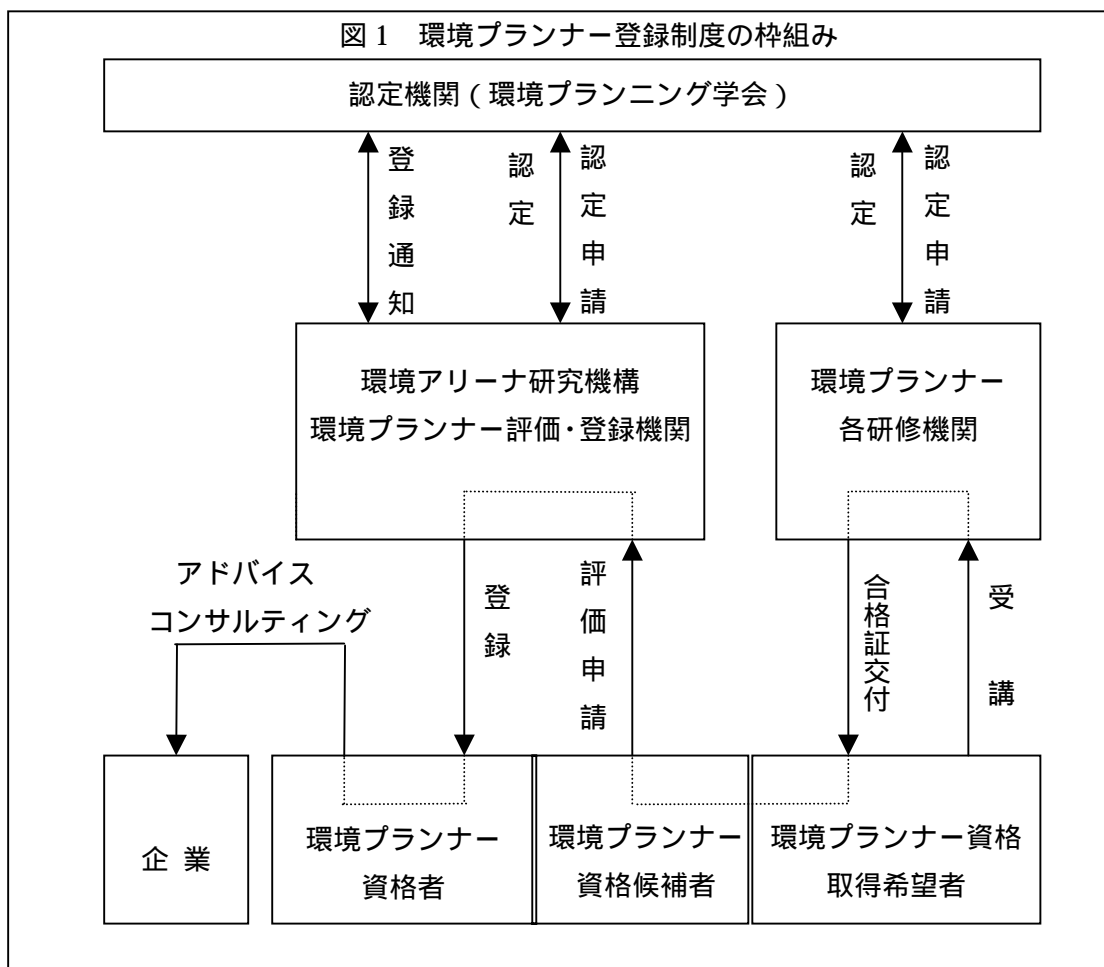 図1 環境プランナー登録制度の枠組み
認定機関（環境プランニング学会）
登録通知
認定
認定申請
認定
認定申請
環境アリーナ研究機構
環境プランナー評価・登録機関
環境プランナー
各研修機関
アドバイス
コンサルティング
登録
評価申請
合格証交付
受講
企業
環境プランナー
資格者
環境プランナー
資格候補者
環境プランナー資格
取得希望者